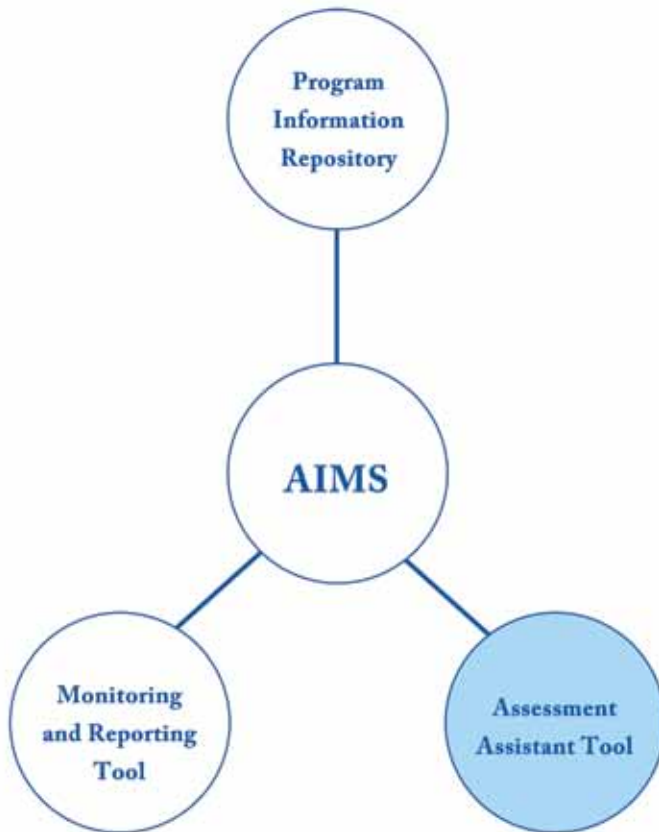 Program
Information
Repository
AIMS
Monitoring
and Reporting
Tool
Assessment
Assistant Tool